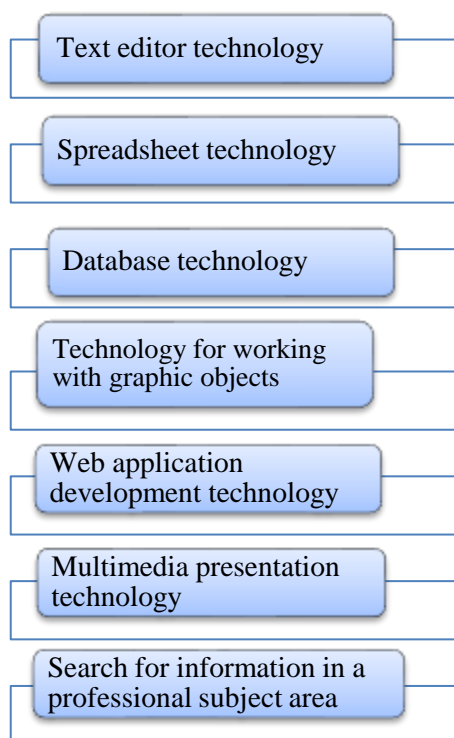 Text editor technology
Spreadsheet technology
Database technology
Technology for working
with graphic objects
Web application
development technology
Multimedia presentation
technology
Search for information in a
professional subject area